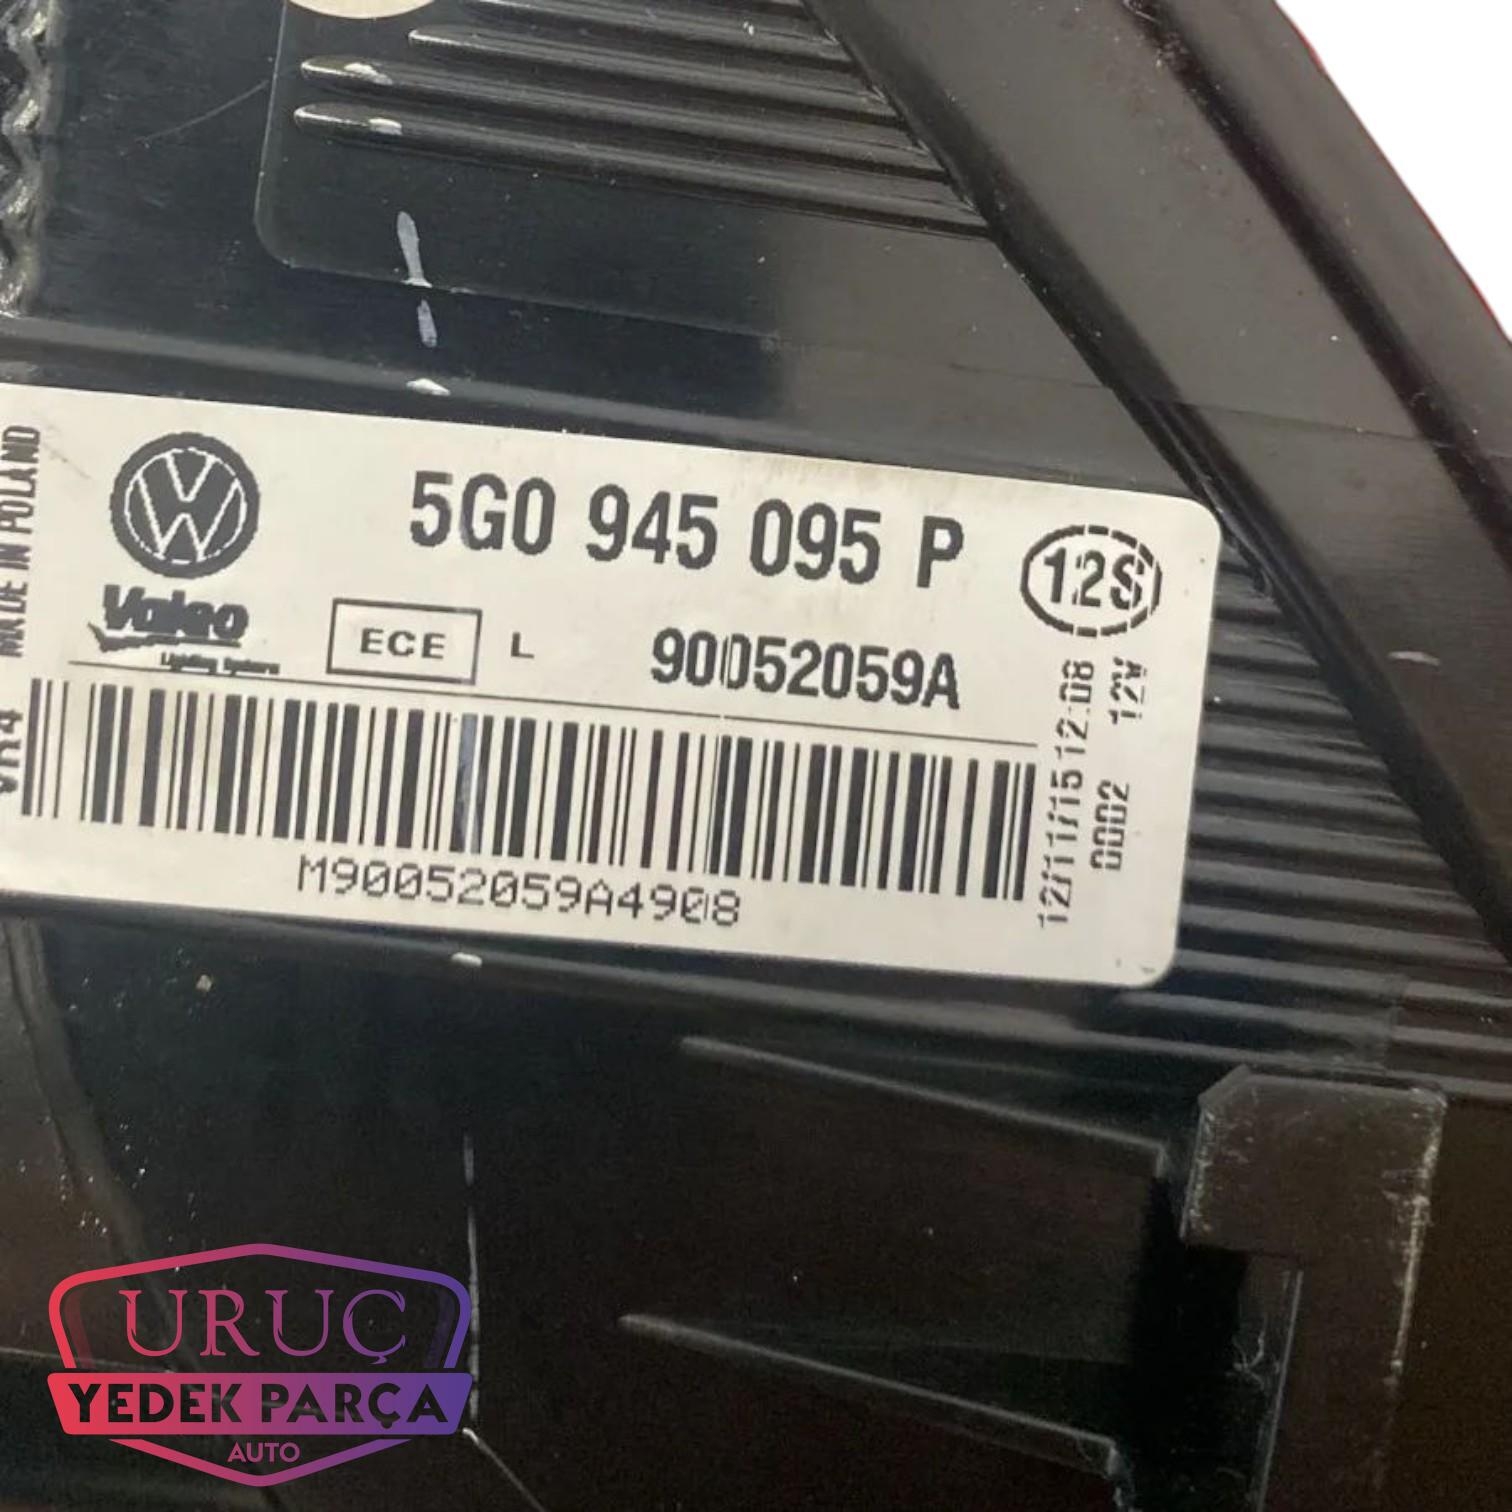 MADE IN POLAND
5G0 945 095 P
12S
Valeo
Lighting Systems
ECE
L
90052059A
12/11/15 12:08
0002 12V
M90052059A4908
URUÇ
YEDEK PARÇA
AUTO